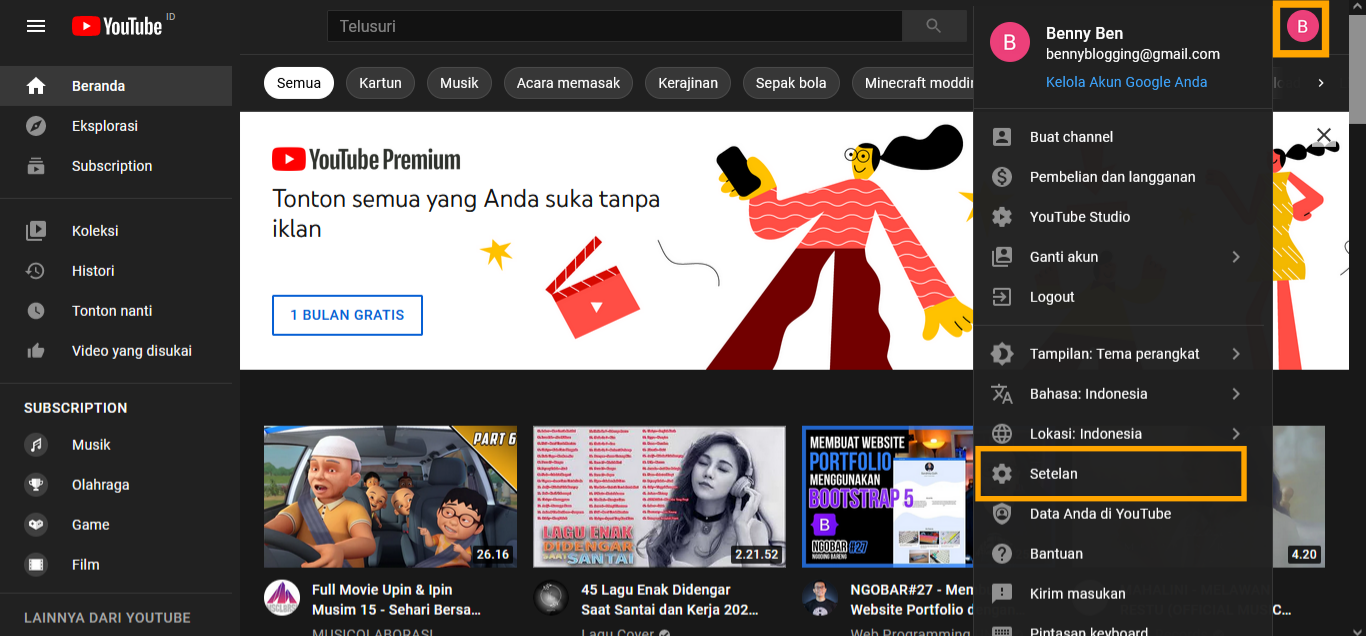 YouTube ID
Telusuri
B
Benny Ben
bennyblogging@gmail.com
Kelola Akun Google Anda
B
Beranda
Eksplorasi
Subscription
Koleksi
Histori
Tonton nanti
Video yang disukai
SUBSCRIPTION
Musik
Olahraga
Game
Film
LAINNYA DARI YOUTUBE
Semua
Kartun
Musik
Acara memasak
Kerajinan
Sepak bola
Minecraft moddin
YouTube Premium
Tonton semua yang Anda suka tanpa
iklan
1 BULAN GRATIS
Buat channel
Pembelian dan langganan
YouTube Studio
Ganti akun
Logout
Tampilan: Tema perangkat
Bahasa: Indonesia
Lokasi: Indonesia
Setelan
Data Anda di YouTube
Bantuan
Kirim masukan
Pintasan keyboard
PART 6
26.16
Full Movie Upin & Ipin
Musim 15 - Sehari Bersa...
MUSICOLABORASI
LAGU ENAK
DIDENGAR
SAAT SANTAI
2.21.52
45 Lagu Enak Didengar
Saat Santai dan Kerja 202...
Lagu Cover
MEMBUAT WEBSITE
PORTFOLIO
MENGGUNAKAN
BOOTSTRAP 5
B
NGOBAR #27
NGODING BARENG
NGOBAR#27 - Mem
Website Portfolio d
Web Programming
4.20
C...